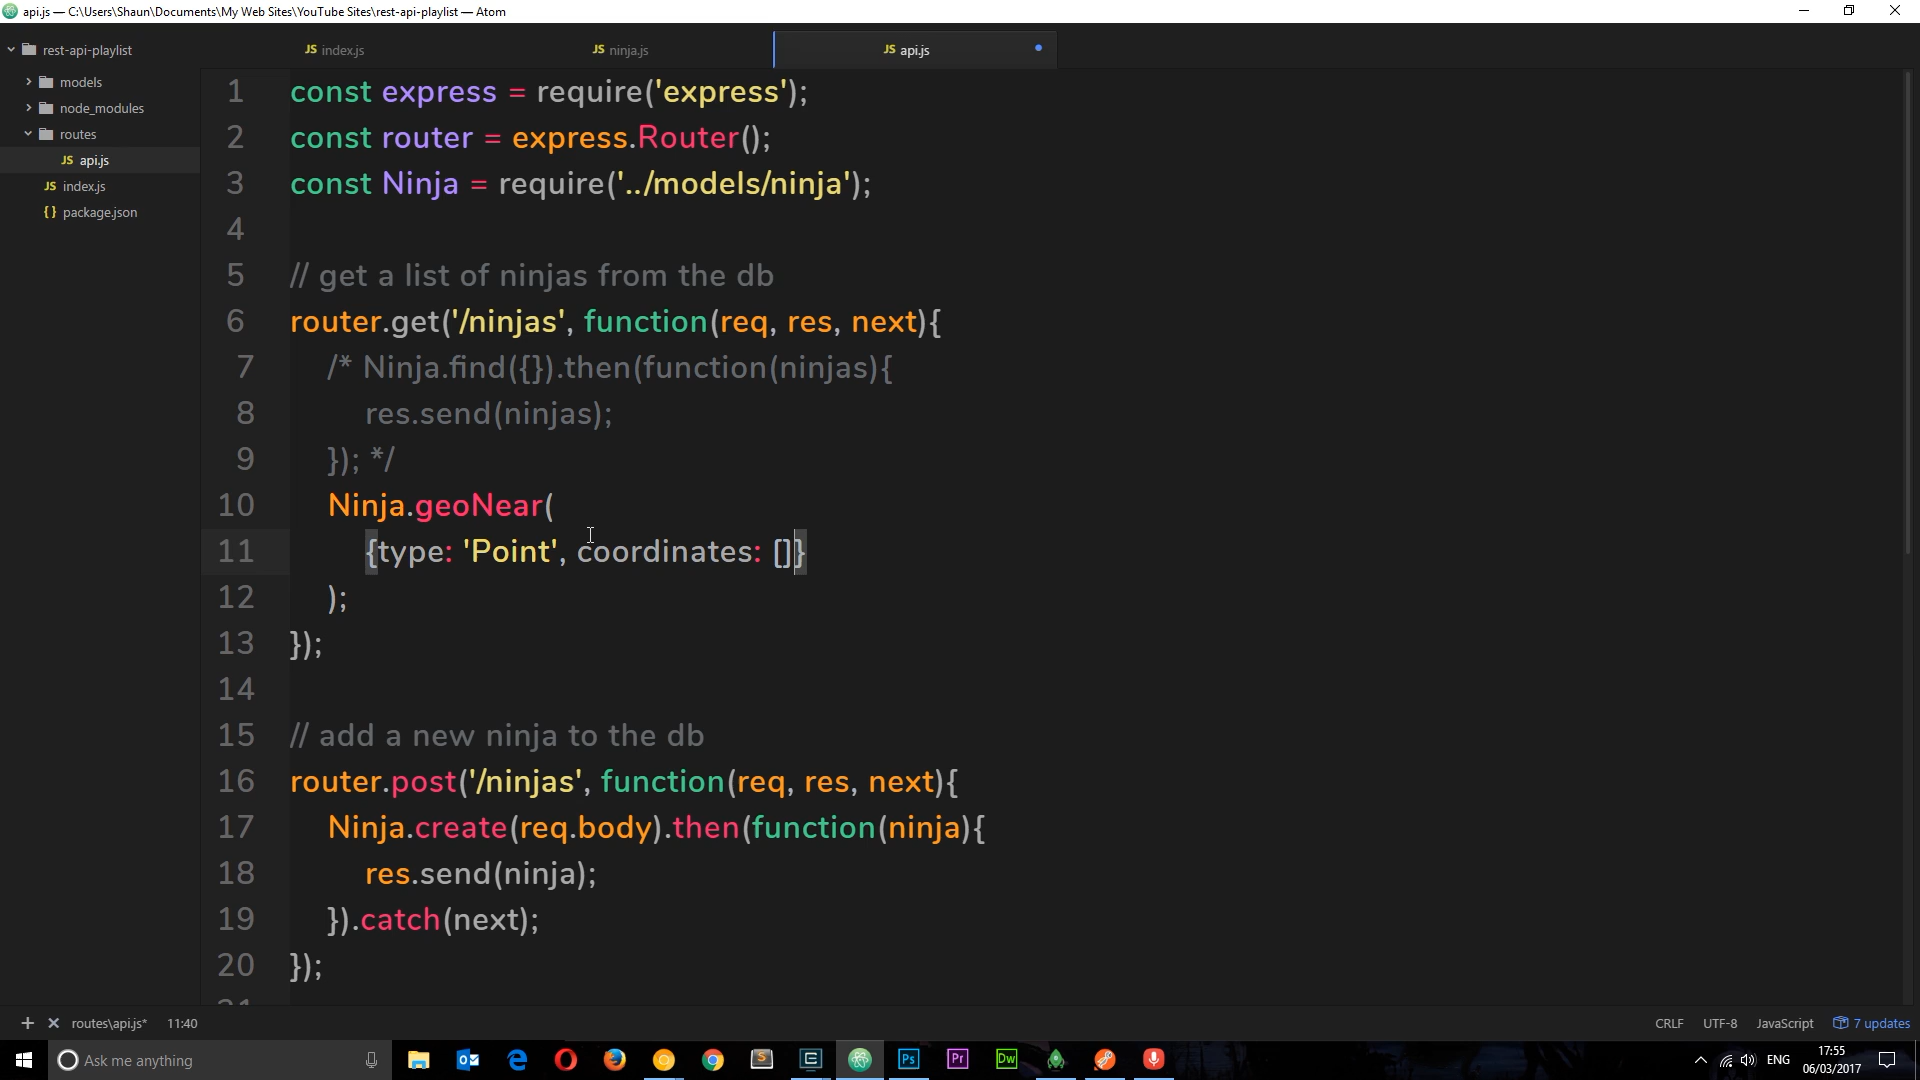 api.js — C:\Users\Shaun\Documents\My Web Sites\YouTube Sites\rest-api-playlist — Atom
rest-api-playlist
models
node_modules
routes
JS api.js
JS index.js
{} package.json
JS index.js
JS ninja.js
JS api.js
1 const express = require('express');
2 const router = express.Router();
3 const Ninja = require('../models/ninja');
4
5 // get a list of ninjas from the db
6 router.get('/ninjas', function(req, res, next){
7 /* Ninja.find({}).then(function(ninjas){
8 res.send(ninjas);
9 }); */
10 Ninja.geoNear(
11 {type: 'Point', coordinates: []}
12 );
13 });
14
15 // add a new ninja to the db
16 router.post('/ninjas', function(req, res, next){
17 Ninja.create(req.body).then(function(ninja){
18 res.send(ninja);
19 }).catch(next);
20 });
21
routes\api.js* 11:40
CRLF UTF-8 JavaScript 7 updates
Ask me anything
Ps
Pr
Dw
ENG
17:55
06/03/2017